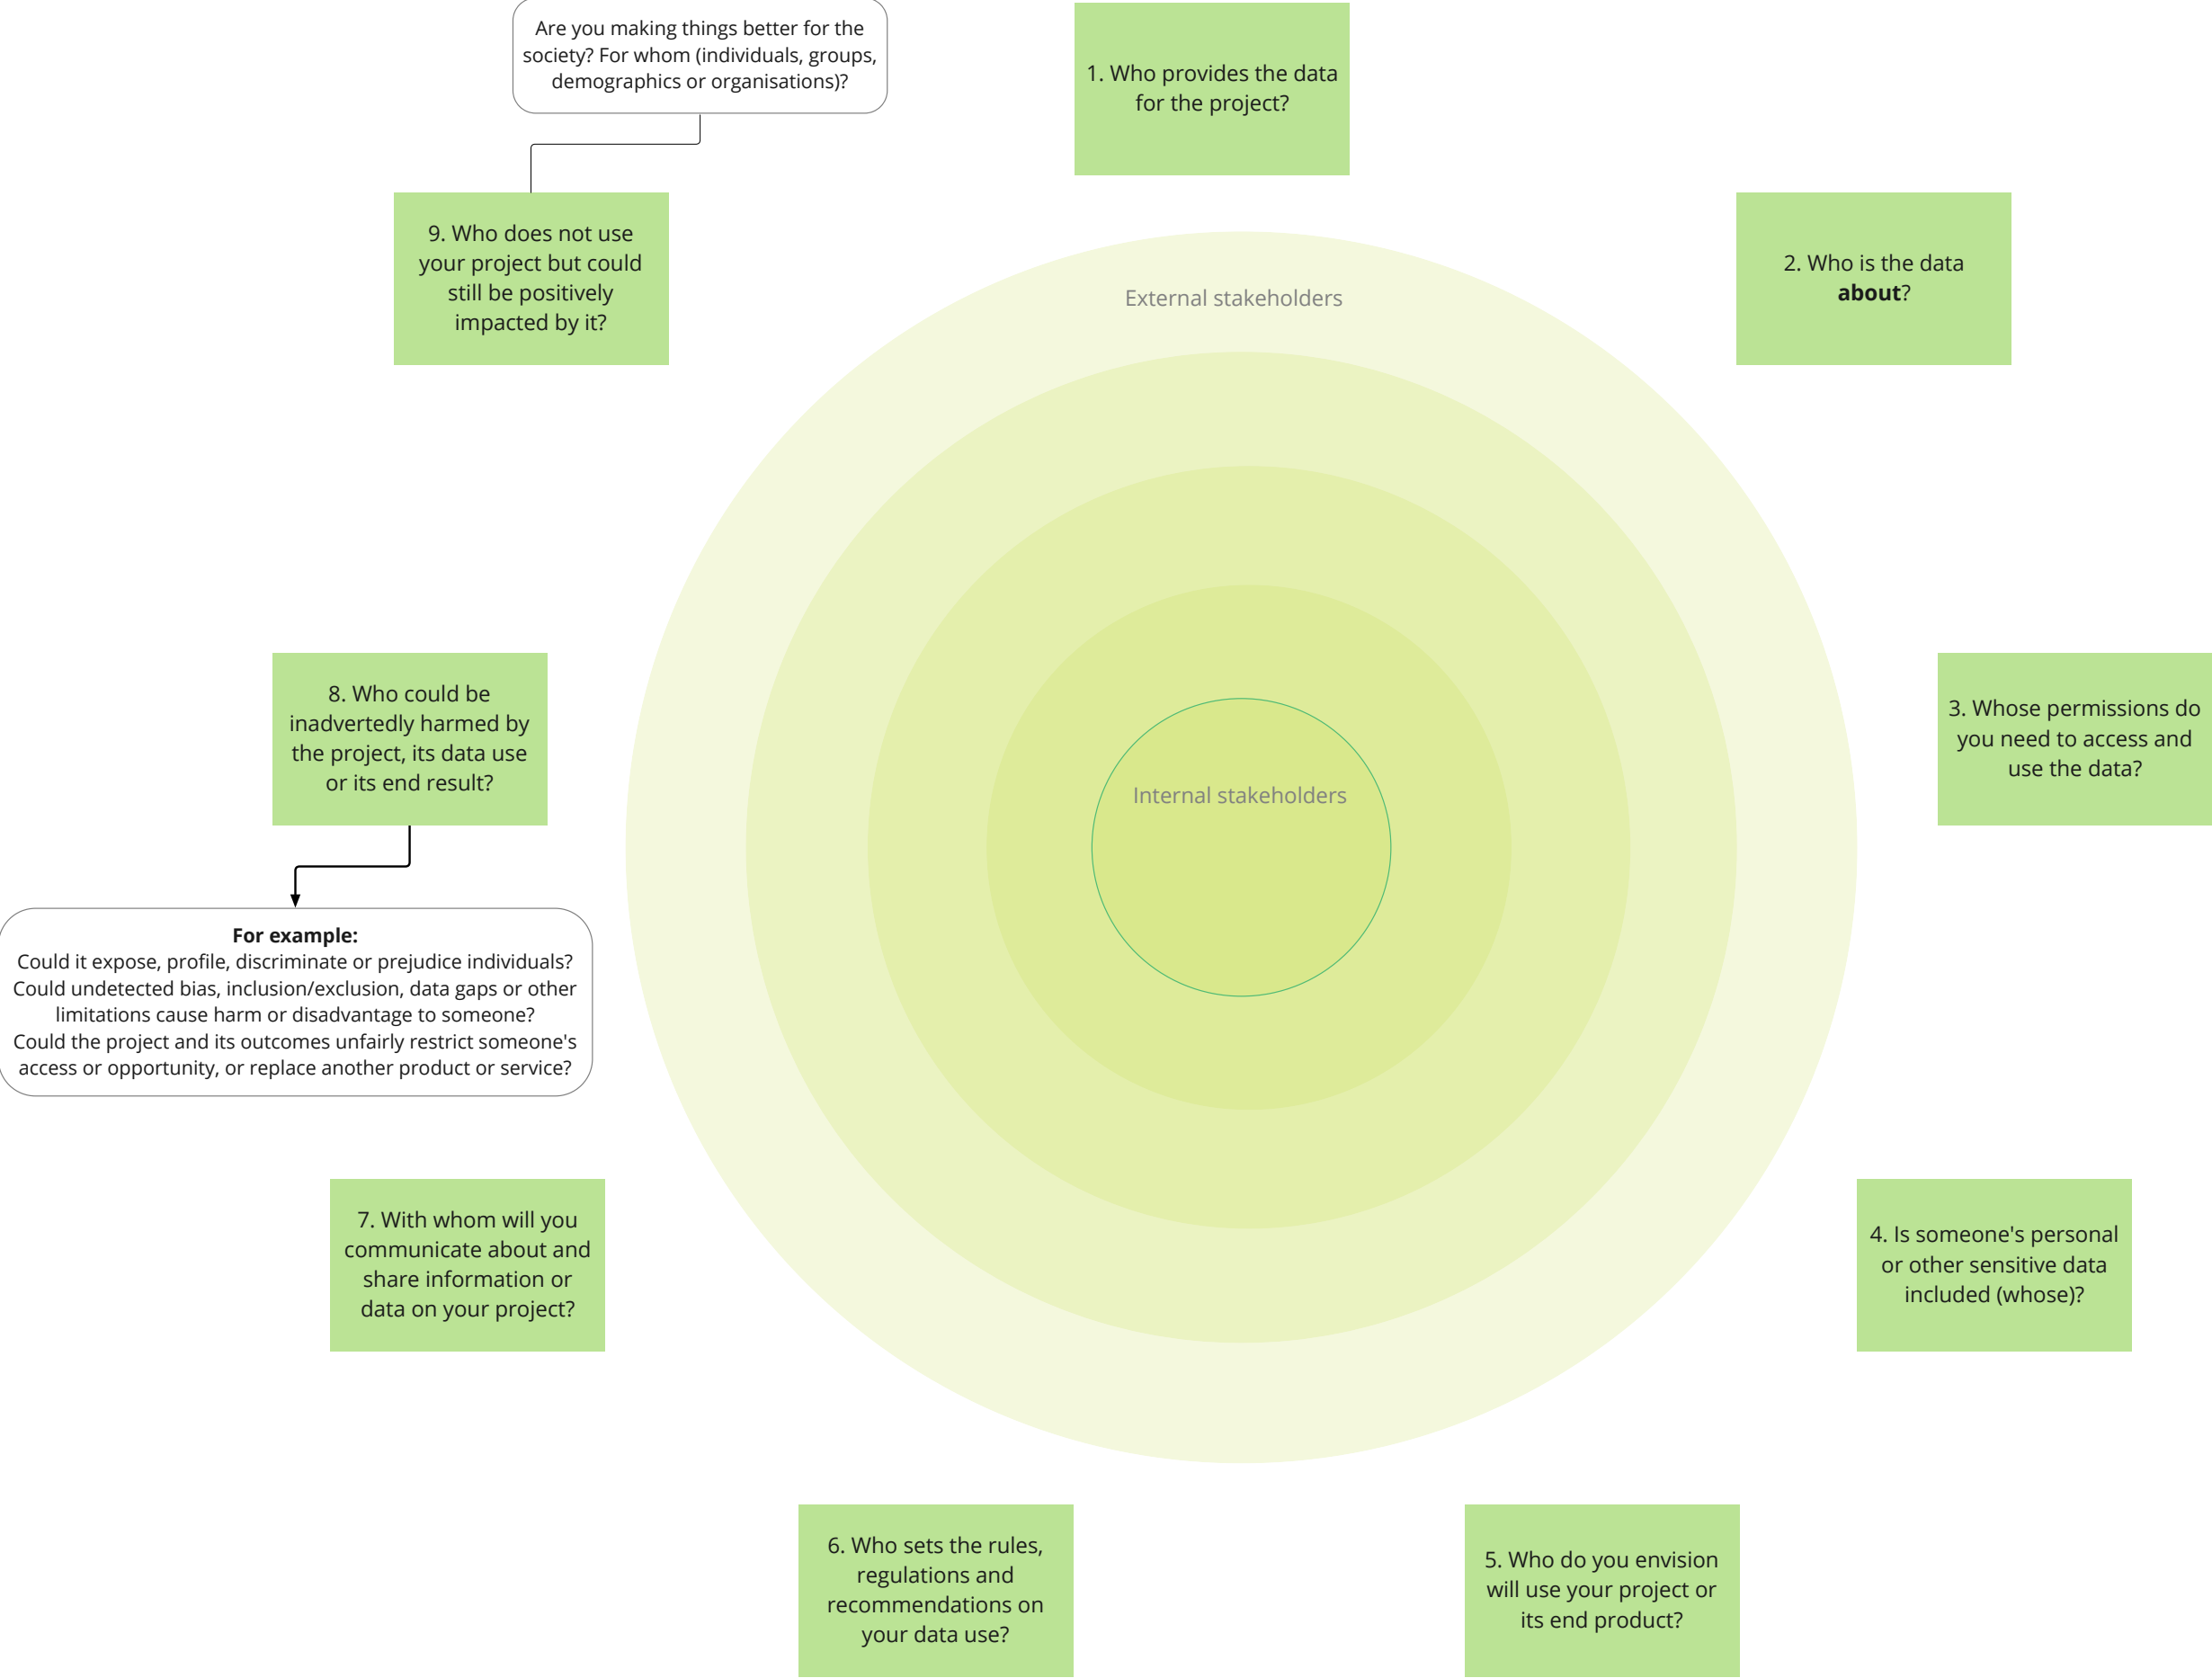 Are you making things better for the
society? For whom (individuals, groups,
demographics or organisations)?
1. Who provides the data
for the project?
2. Who is the data
about?
3. Whose permissions do
you need to access and
use the data?
4. Is someone's personal
or other sensitive data
included (whose)?
5. Who do you envision
will use your project or
its end product?
6. Who sets the rules,
regulations and
recommendations on
your data use?
7. With whom will you
communicate about and
share information or
data on your project?
8. Who could be
inadvertedly harmed by
the project, its data use
or its end result?
For example:
Could it expose, profile, discriminate or prejudice individuals?
Could undetected bias, inclusion/exclusion, data gaps or other
limitations cause harm or disadvantage to someone?
Could the project and its outcomes unfairly restrict someone's
access or opportunity, or replace another product or service?
9. Who does not use
your project but could
still be positively
impacted by it?
External stakeholders
Internal stakeholders